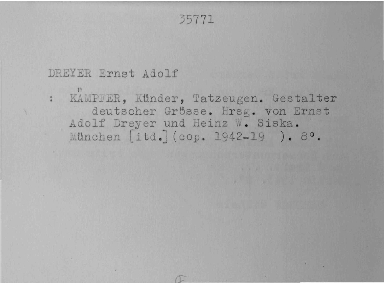 35771
DREYER Ernst Adolf
: KÄMPFER, Künder, Tatzeugen. Gestalter
deutscher Grösse. Hrsg. von Ernst
Adolf Dreyer und Heinz W. Siska.
München [itd.](cop. 1942-19  ). 8°.